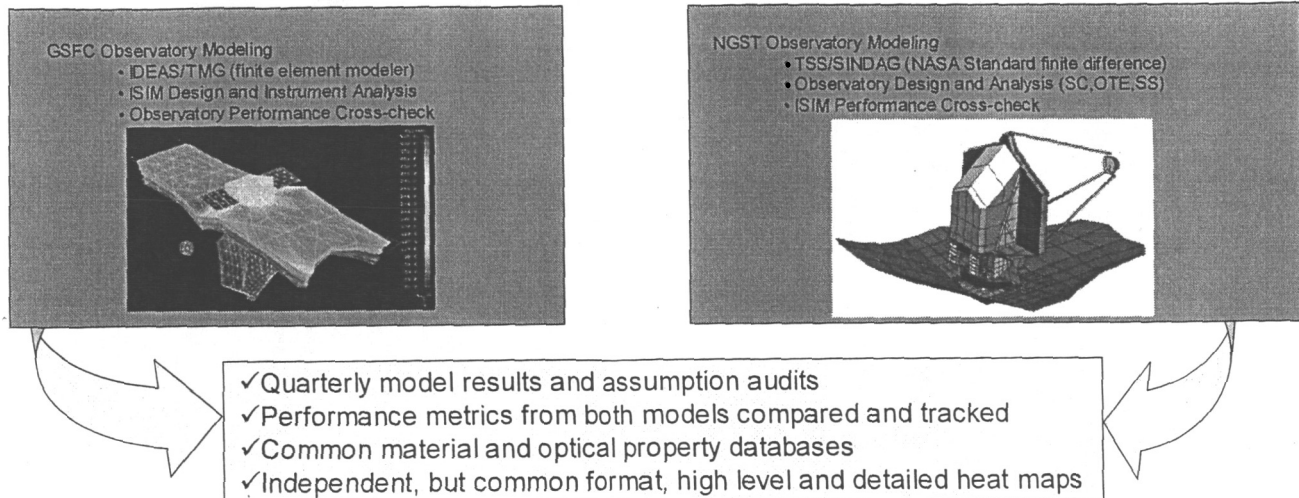 GSFC Observatory Modeling
• IDEAS/TMG (finite element modeler)
• ISIM Design and Instrument Analysis
• Observatory Performance Cross-check
NGST Observatory Modeling
• TSS/SINDAG (NASA Standard finite difference)
• Observatory Design and Analysis (SC,OTE,SS)
• ISIM Performance Cross-check
✓Quarterly model results and assumption audits
✓Performance metrics from both models compared and tracked
✓Common material and optical property databases
✓Independent, but common format, high level and detailed heat maps